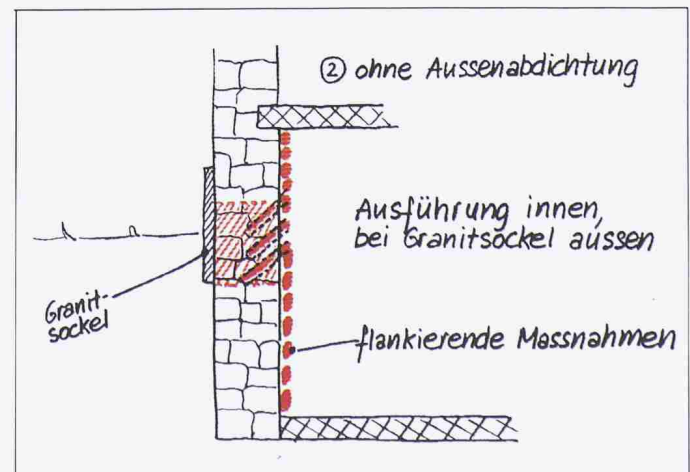 ② ohne Aussenabdichtung
Ausführung innen,
bei Granitsockel aussen
Granit-
sockel
flankierende Massnahmen